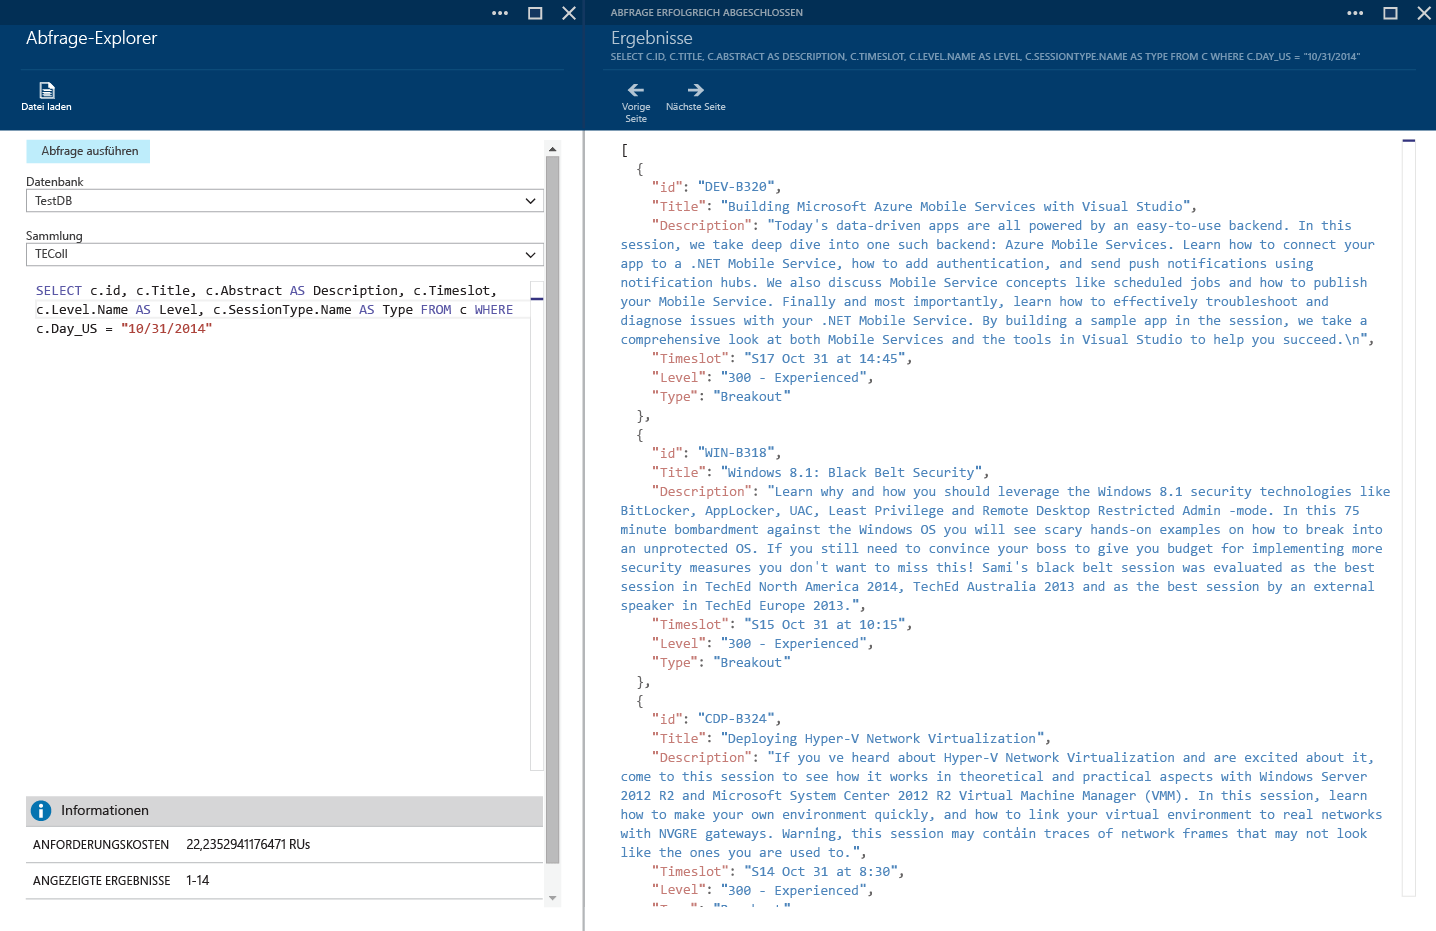 Abfrage-Explorer
Datei laden
Abfrage ausführen
Datenbank
TestDB
Sammlung
TEColl
SELECT c.id, c.Title, c.Abstract AS Description, c.Timeslot,
c.Level.Name AS Level, c.SessionType.Name AS Type FROM c WHERE
c.Day_US = "10/31/2014"
Informationen
ANFORDERUNGSKOSTEN 22,2352941176471 RUs
ANGEZEIGTE ERGEBNISSE 1-14
ABFRAGE ERFOLGREICH ABGESCHLOSSEN
Ergebnisse
SELECT C.ID, C.TITLE, C.ABSTRACT AS DESCRIPTION, C.TIMESLOT, C.LEVEL.NAME AS LEVEL, C.SESSIONTYPE.NAME AS TYPE FROM C WHERE C.DAY_US = "10/31/2014"
Vorige
Seite
Nächste Seite
[
{
"id": "DEV-B320",
"Title": "Building Microsoft Azure Mobile Services with Visual Studio",
"Description": "Today's data-driven apps are all powered by an easy-to-use backend. In this
session, we take deep dive into one such backend: Azure Mobile Services. Learn how to connect your
app to a .NET Mobile Service, how to add authentication, and send push notifications using
notification hubs. We also discuss Mobile Service concepts like scheduled jobs and how to publish
your Mobile Service. Finally and most importantly, learn how to effectively troubleshoot and
diagnose issues with your .NET Mobile Service. By building a sample app in the session, we take a
comprehensive look at both Mobile Services and the tools in Visual Studio to help you succeed.\n",
"Timeslot": "S17 Oct 31 at 14:45",
"Level": "300 - Experienced",
"Type": "Breakout"
},
{
"id": "WIN-B318",
"Title": "Windows 8.1: Black Belt Security",
"Description": "Learn why and how you should leverage the Windows 8.1 security technologies like
BitLocker, AppLocker, UAC, Least Privilege and Remote Desktop Restricted Admin -mode. In this 75
minute bombardment against the Windows OS you will see scary hands-on examples on how to break into
an unprotected OS. If you still need to convince your boss to give you budget for implementing more
security measures you don't want to miss this! Sami's black belt session was evaluated as the best
session in TechEd North America 2014, TechEd Australia 2013 and as the best session by an external
speaker in TechEd Europe 2013.",
"Timeslot": "S15 Oct 31 at 10:15",
"Level": "300 - Experienced",
"Type": "Breakout"
},
{
"id": "CDP-B324",
"Title": "Deploying Hyper-V Network Virtualization",
"Description": "If you ve heard about Hyper-V Network Virtualization and are excited about it,
come to this session to see how it works in theoretical and practical aspects with Windows Server
2012 R2 and Microsoft System Center 2012 R2 Virtual Machine Manager (VMM). In this session, learn
how to make your own environment quickly, and how to link your virtual environment to real networks
with NVGRE gateways. Warning, this session may contain traces of network frames that may not look
like the ones you are used to.",
"Timeslot": "S14 Oct 31 at 8:30",
"Level": "300 - Experienced",